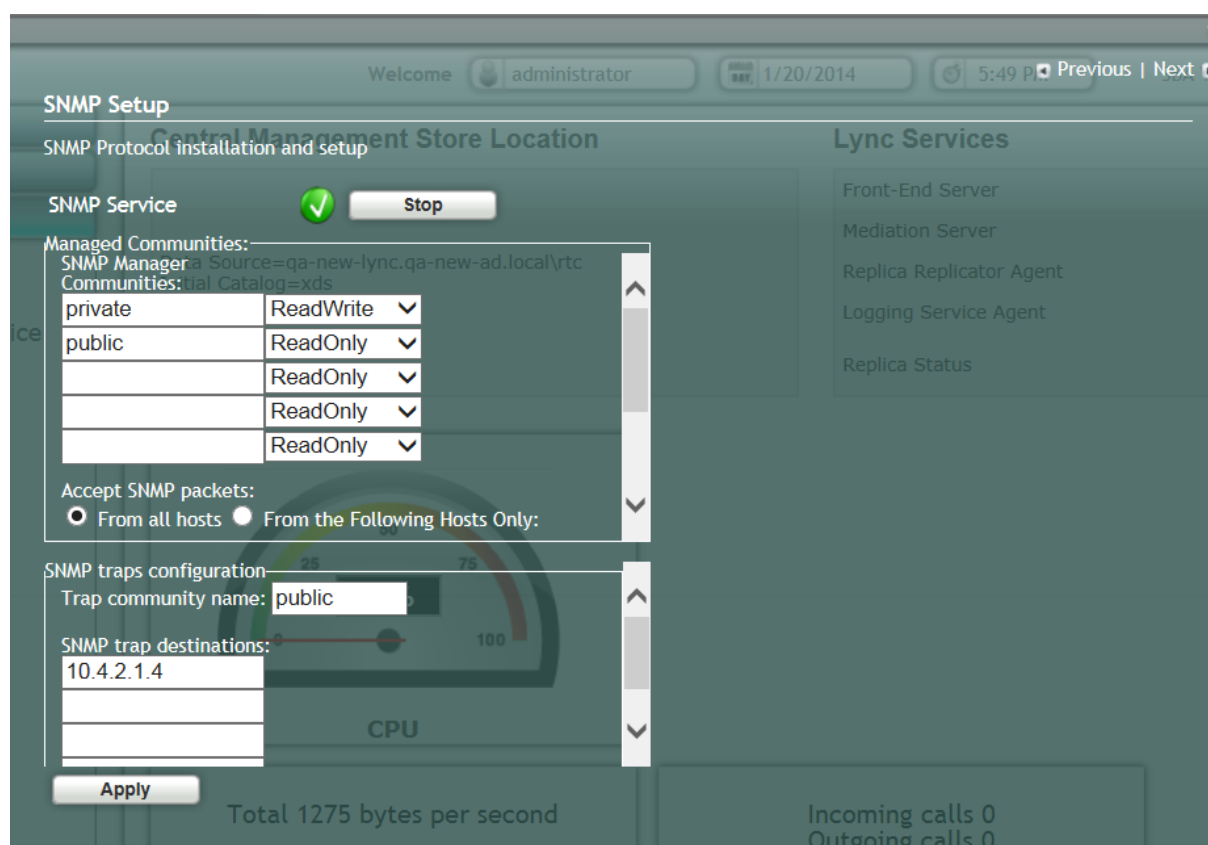 Welcome administrator 1/20/2014 5:49 P
Previous | Next
SNMP Setup
Central Management Store Location
Lync Services
SNMP Protocol installation and setup
Front-End Server
SNMP Service Stop
Mediation Server
Managed Communities:
SNMP Manager
Communities:
Data Source=qa-new-lync.qa-new-ad.local\rtc
Initial Catalog=xds
Replica Replicator Agent
private ReadWrite
Logging Service Agent
ice
public ReadOnly
Replica Status
ReadOnly
ReadOnly
ReadOnly
Accept SNMP packets:
From all hosts From the Following Hosts Only:
50
25 75
SNMP traps configuration
Trap community name: public
SNMP trap destinations:
0 100
10.4.2.1.4
CPU
Apply
Total 1275 bytes per second
Incoming calls 0
Outgoing calls 0